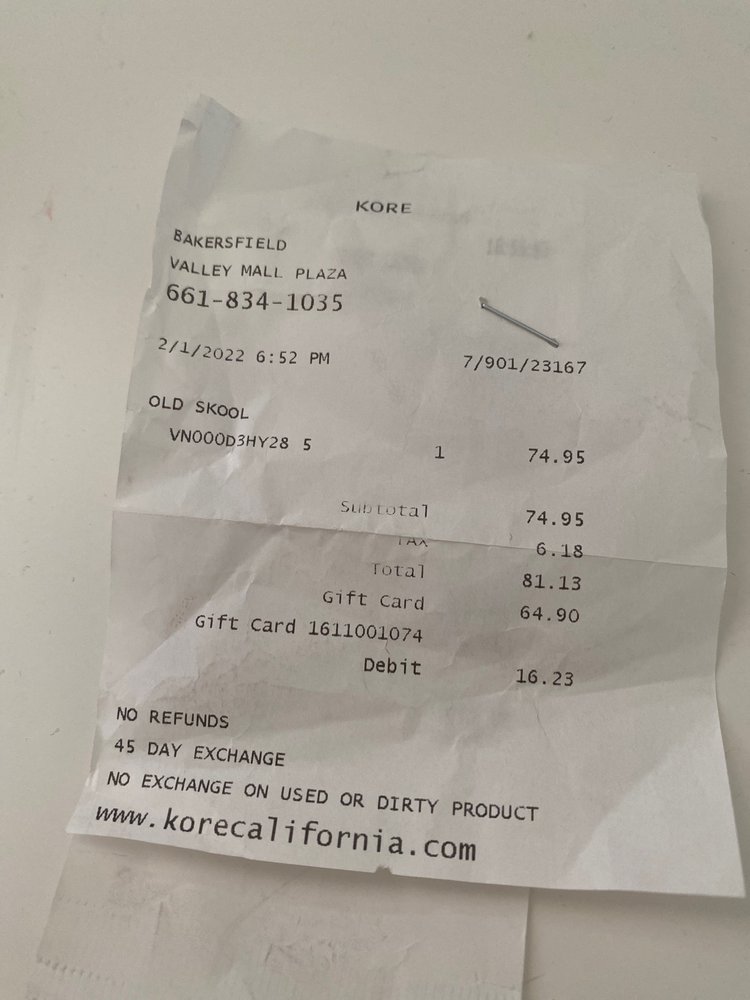 KORE
BAKERSFIELD
VALLEY MALL PLAZA
661-834-1035
2/1/2022 6:52 PM 7/901/23167
OLD SKOOL
VN000D3HY28 5 1 74.95
Subtotal 74.95
TAX 6.18
Total 81.13
Gift Card 64.90
Gift Card 1611001074
Debit 16.23
NO REFUNDS
45 DAY EXCHANGE
NO EXCHANGE ON USED OR DIRTY PRODUCT
www.korecalifornia.com